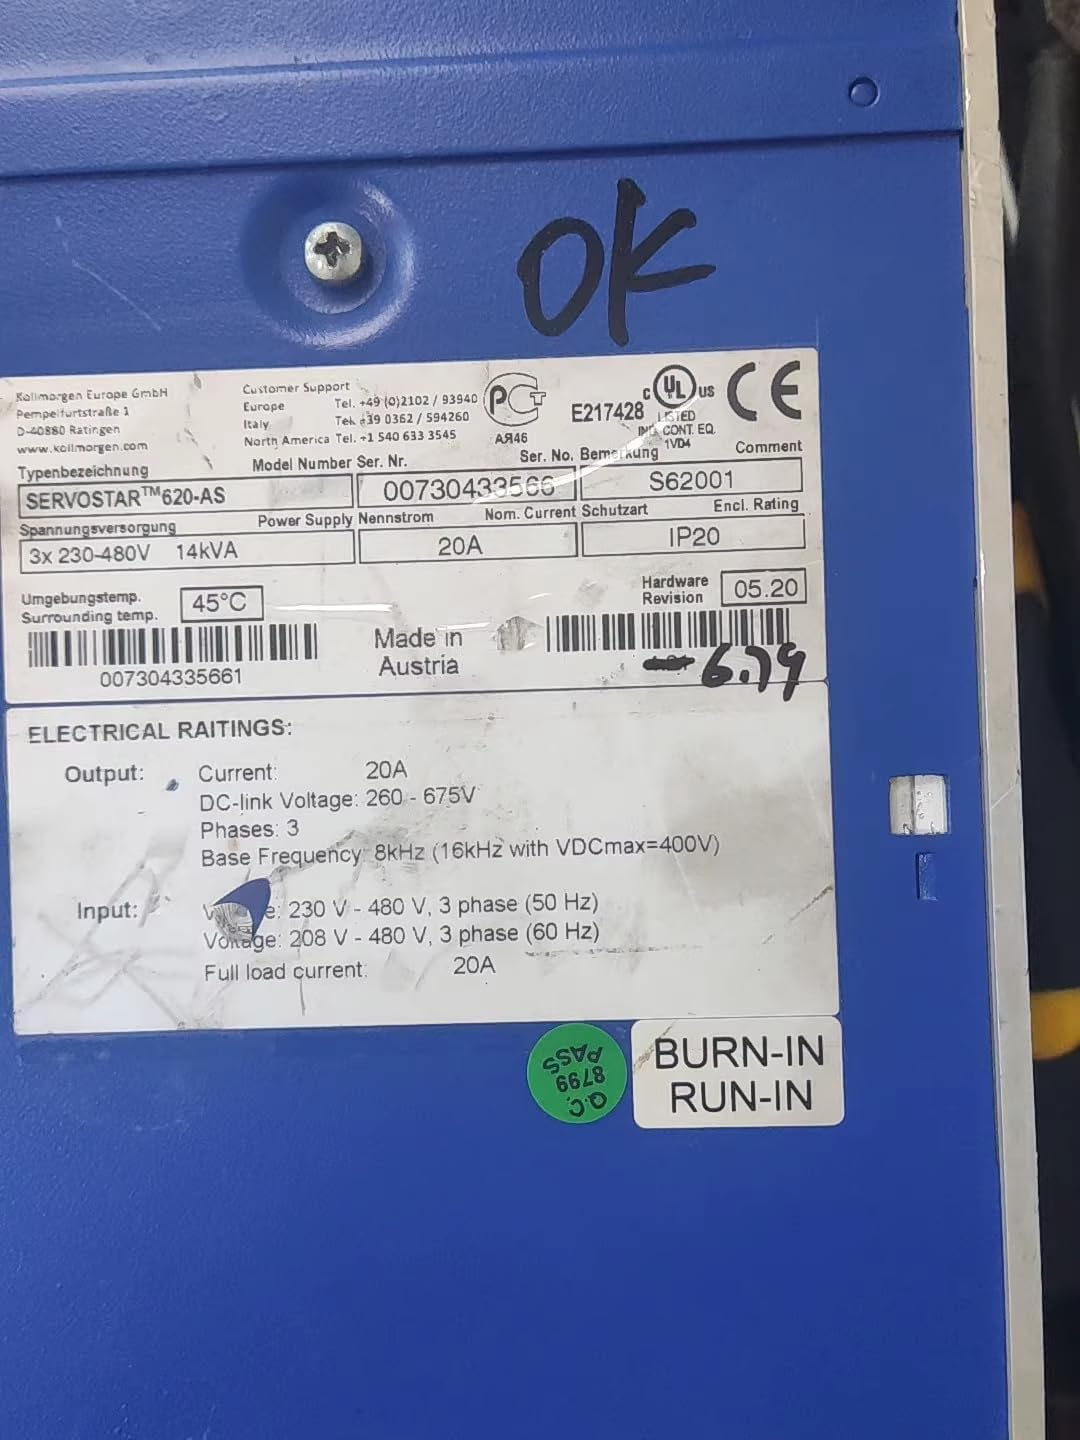 OK
Kollmorgen Europe GmbH
Pempelfurtstraße 1
D-40880 Ratingen
www.kollmorgen.com
Customer Support
Europe Tel. +49 (0)2102 / 93940
Italy Tel. +39 0362 / 594260
North America Tel. +1 540 633 3545
РСТ
АЯ46
E217428
c UL US
LISTED
IND. CONT. EQ.
1VD4
CE
Typenbezeichnung Model Number Ser. Nr. Ser. No. Bemerkung Comment
SERVOSTAR™620-AS 00730433566 S62001
Spannungsversorgung Power Supply Nennstrom Nom. Current Schutzart Encl. Rating
3x 230-480V 14kVA 20A IP20
Umgebungstemp.
Surrounding temp. 45°C
Hardware
Revision 05.20
Made in
Austria
007304335661
6.79
ELECTRICAL RAITINGS:
Output: Current: 20A
DC-link Voltage: 260 - 675V
Phases: 3
Base Frequency: 8kHz (16kHz with VDCmax=400V)
Input: e: 230 V - 480 V, 3 phase (50 Hz)
Voltage: 208 V - 480 V, 3 phase (60 Hz)
Full load current: 20A
Q.C.
8799
PASS
BURN-IN
RUN-IN